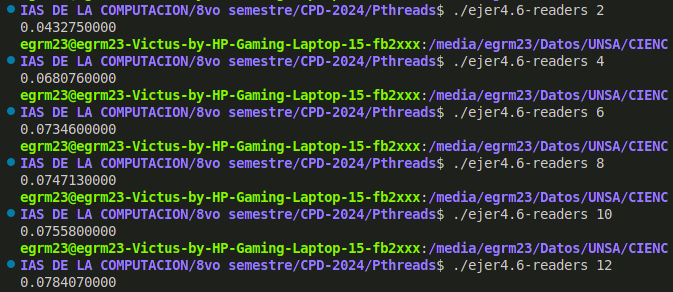 IAS DE LA COMPUTACION/8vo semestre/CPD-2024/Pthreads$ ./ejer4.6-readers 2
0.0432750000
egrm23@egrm23-Victus-by-HP-Gaming-Laptop-15-fb2xxx:/media/egrm23/Datos/UNSA/CIENC
IAS DE LA COMPUTACION/8vo semestre/CPD-2024/Pthreads$ ./ejer4.6-readers 4
0.0680760000
egrm23@egrm23-Victus-by-HP-Gaming-Laptop-15-fb2xxx:/media/egrm23/Datos/UNSA/CIENC
IAS DE LA COMPUTACION/8vo semestre/CPD-2024/Pthreads$ ./ejer4.6-readers 6
0.0734600000
egrm23@egrm23-Victus-by-HP-Gaming-Laptop-15-fb2xxx:/media/egrm23/Datos/UNSA/CIENC
IAS DE LA COMPUTACION/8vo semestre/CPD-2024/Pthreads$ ./ejer4.6-readers 8
0.0747130000
egrm23@egrm23-Victus-by-HP-Gaming-Laptop-15-fb2xxx:/media/egrm23/Datos/UNSA/CIENC
IAS DE LA COMPUTACION/8vo semestre/CPD-2024/Pthreads$ ./ejer4.6-readers 10
0.0755800000
egrm23@egrm23-Victus-by-HP-Gaming-Laptop-15-fb2xxx:/media/egrm23/Datos/UNSA/CIENC
IAS DE LA COMPUTACION/8vo semestre/CPD-2024/Pthreads$ ./ejer4.6-readers 12
0.0784070000